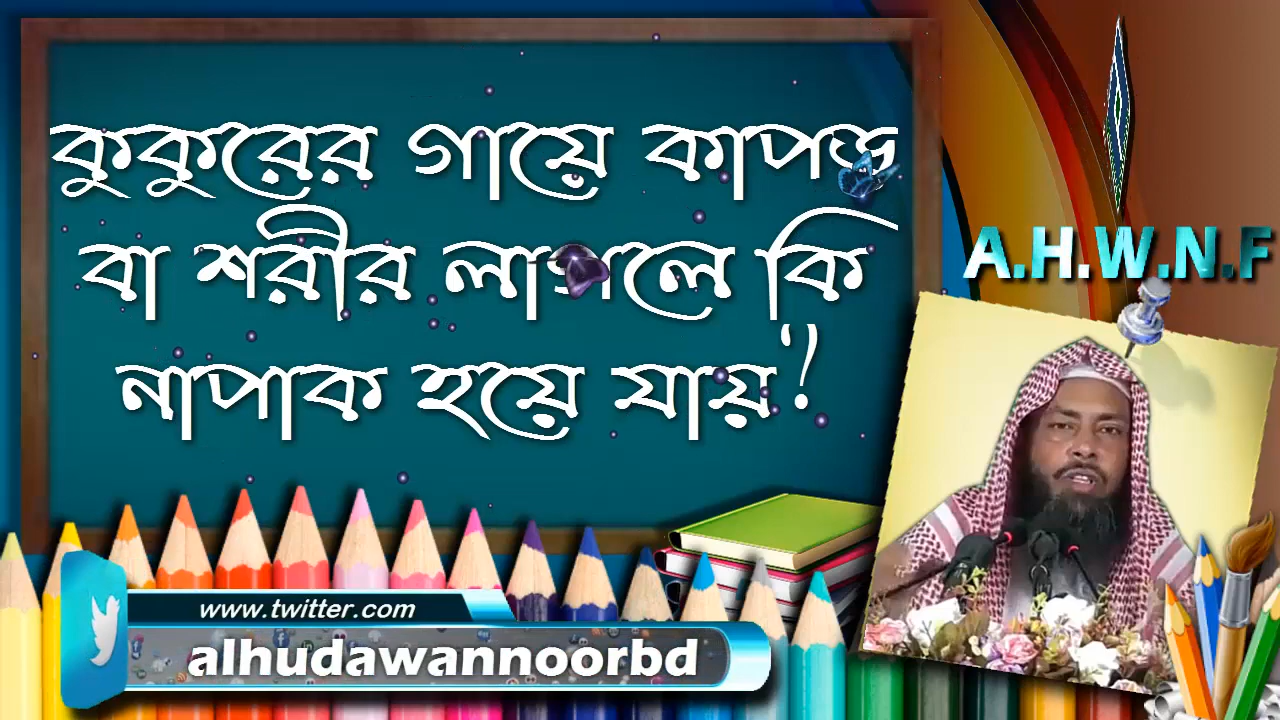 কুকুরের গায়ে কাপড়
বা শরীর লাগলে কি
নাপাক হয়ে যায়?
A.H.W.N.F
www.twitter.com
alhudawannoorbd